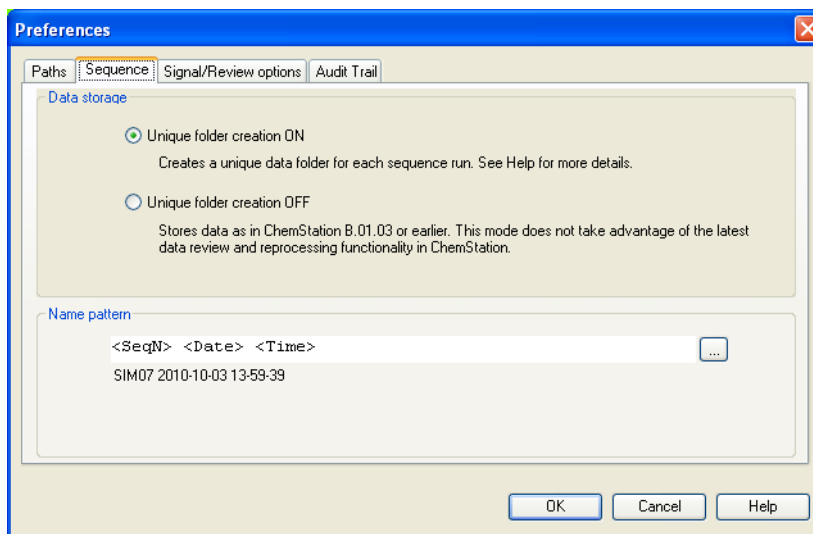 Preferences
Paths Sequence Signal/Review options Audit Trail
Data storage
Unique folder creation ON
Creates a unique data folder for each sequence run. See Help for more details.
Unique folder creation OFF
Stores data as in ChemStation B.01.03 or earlier. This mode does not take advantage of the latest
data review and reprocessing functionality in ChemStation.
Name pattern
<SeqN> <Date> <Time>
...
SIM07 2010-10-03 13-59-39
OK Cancel Help